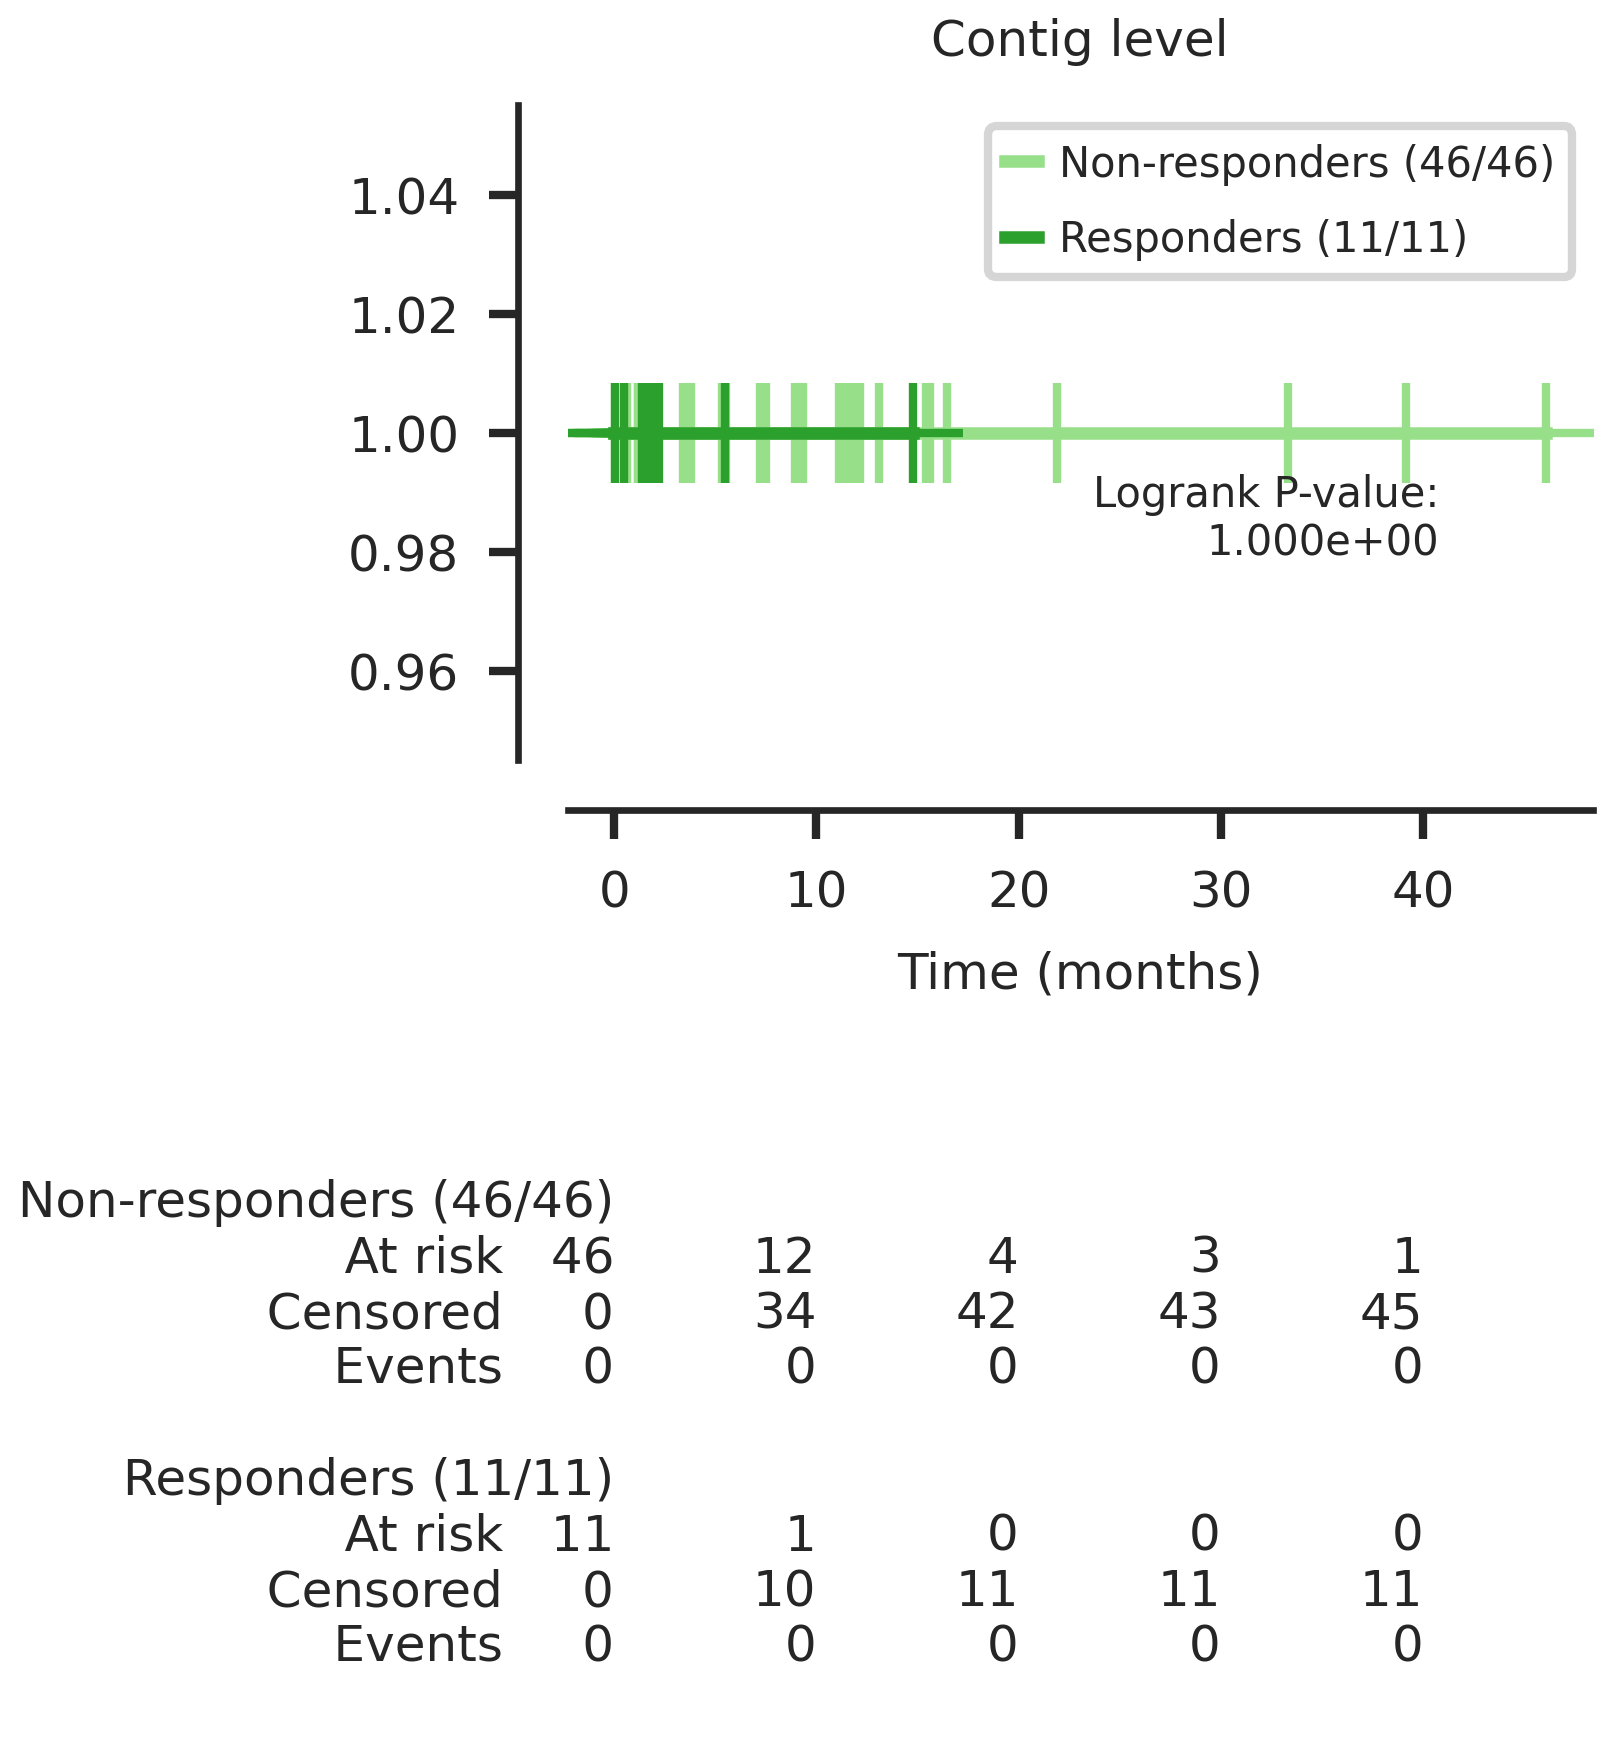 Contig level
Non-responders (46/46)
Responders (11/11)
1.04
1.02
1.00
0.98
0.96
Logrank P-value:
1.000e+00
0 10 20 30 40
Time (months)
Non-responders (46/46)
At risk 46 12 4 3 1
Censored 0 34 42 43 45
Events 0 0 0 0 0
Responders (11/11)
At risk 11 1 0 0 0
Censored 0 10 11 11 11
Events 0 0 0 0 0